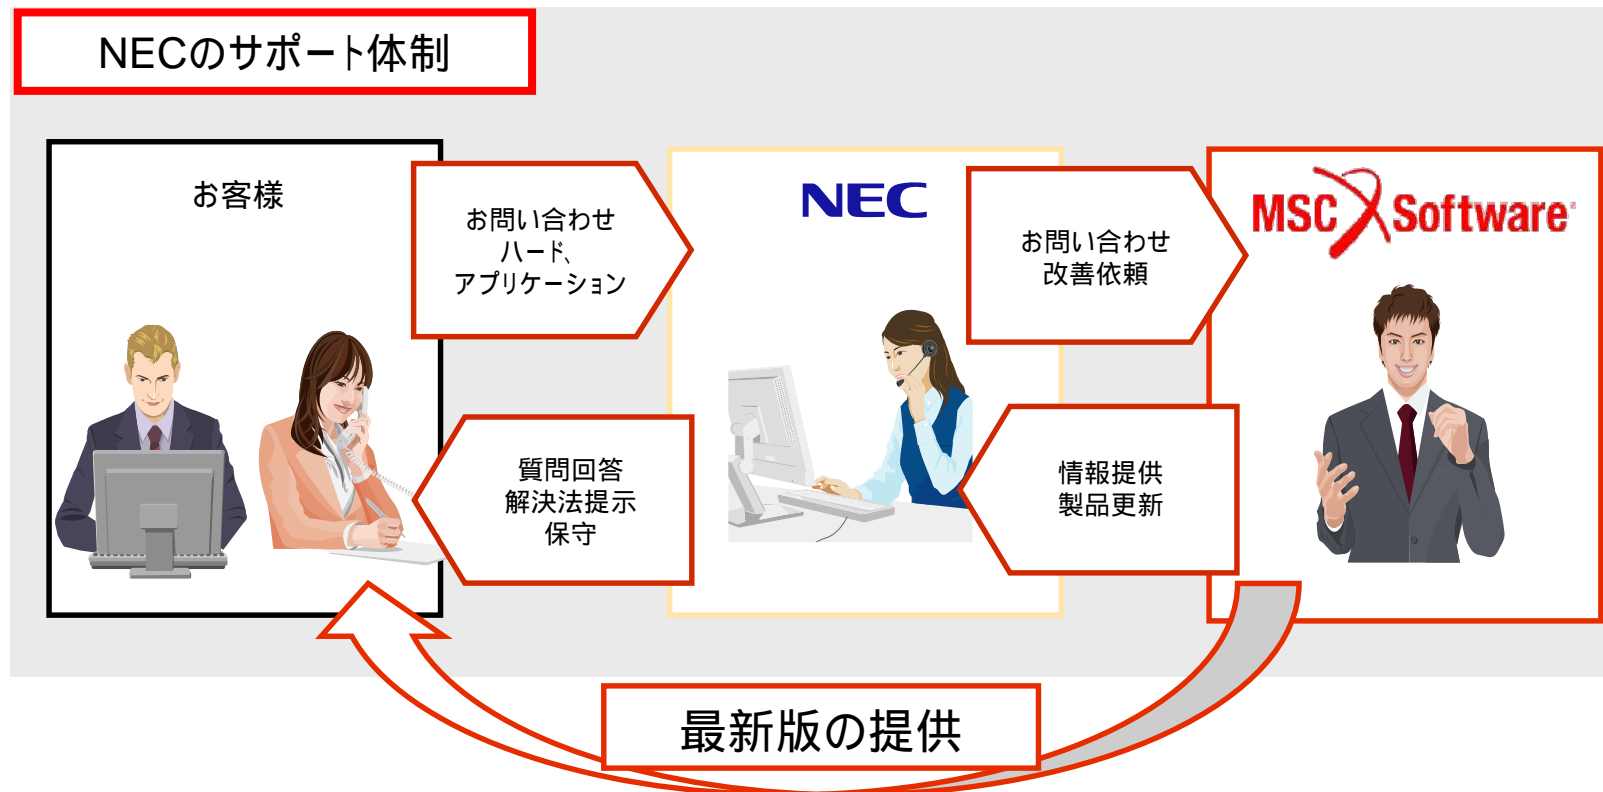 NECのサポート体制
お客様
お問い合わせ
ハード、
アプリケーション
NEC
お問い合わせ
改善依頼
MSC Software
質問回答
解決法提示
保守
情報提供
製品更新
最新版の提供